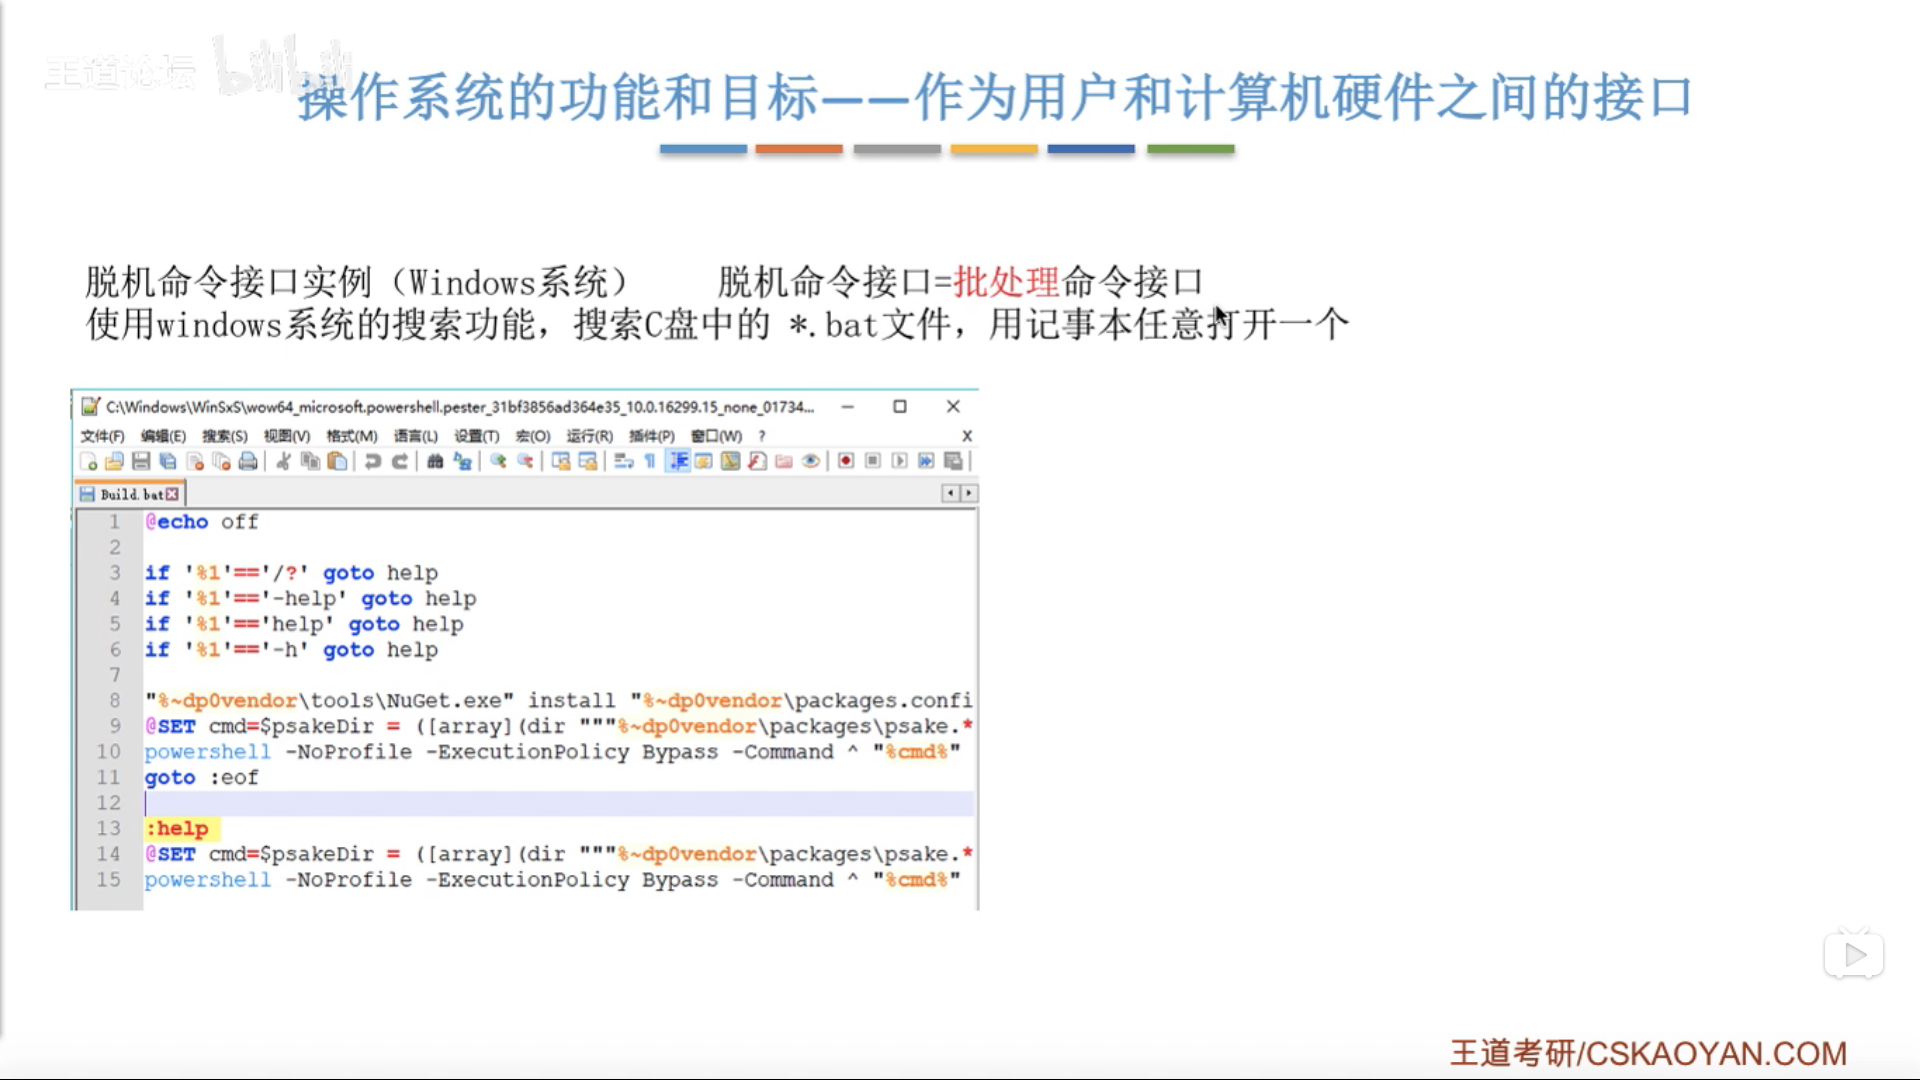 王道论坛 bilibili
操作系统的功能和目标——作为用户和计算机硬件之间的接口
脱机命令接口实例（Windows系统） 脱机命令接口=批处理命令接口
使用windows系统的搜索功能，搜索C盘中的 *.bat文件，用记事本任意打开一个
C:\Windows\WinSxS\wow64_microsoft.powershell.pester_31bf3856ad364e35_10.0.16299.15_none_01734...
文件(F) 编辑(E) 搜索(S) 视图(V) 格式(M) 语言(L) 设置(T) 宏(O) 运行(R) 插件(P) 窗口(W) ? X
Build.bat
1 @echo off
2
3 if '%1'=='/?' goto help
4 if '%1'=='-help' goto help
5 if '%1'=='help' goto help
6 if '%1'=='-h' goto help
7
8 "%~dp0vendor\tools\NuGet.exe" install "%~dp0vendor\packages.confi
9 @SET cmd=$psakeDir = ([array](dir """%~dp0vendor\packages\psake.*
10 powershell -NoProfile -ExecutionPolicy Bypass -Command ^ "%cmd%"
11 goto :eof
12
13 :help
14 @SET cmd=$psakeDir = ([array](dir """%~dp0vendor\packages\psake.*
15 powershell -NoProfile -ExecutionPolicy Bypass -Command ^ "%cmd%"
王道考研/CSKAOYAN.COM